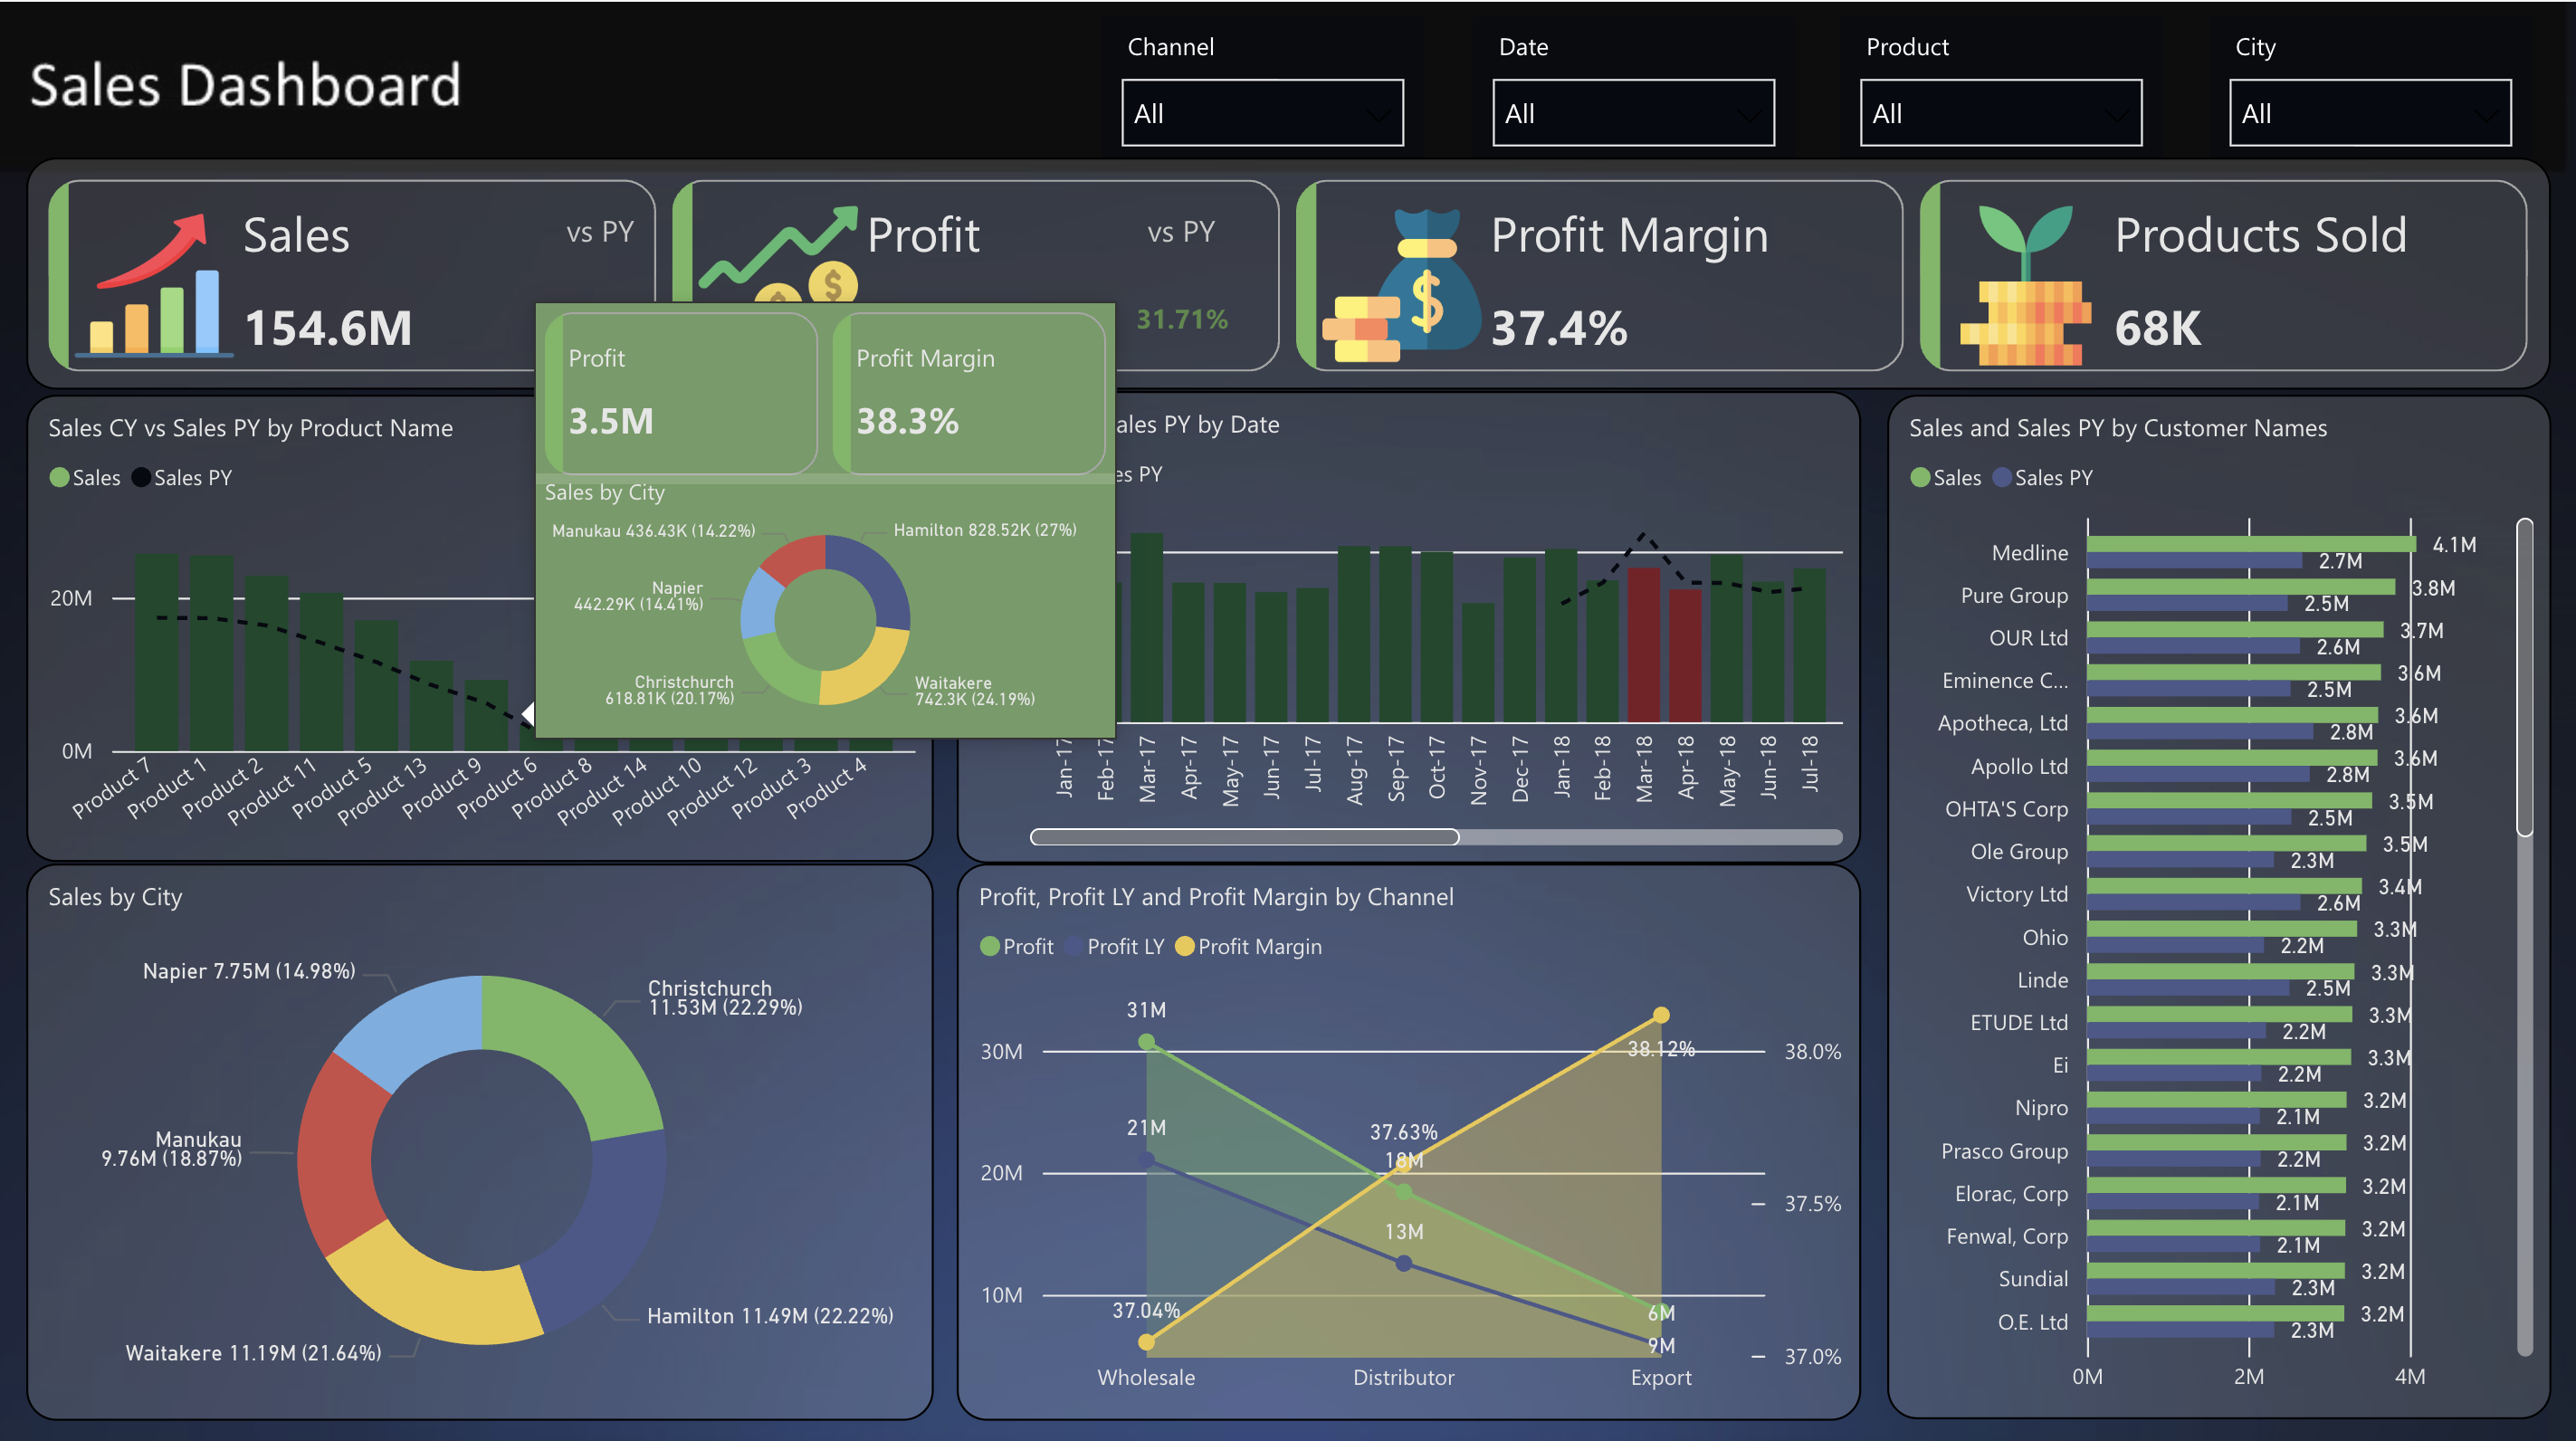 Sales Dashboard
Channel
All
Date
All
Product
All
City
All
Sales
vs PY
154.6M
Profit
vs PY
31.71%
Profit Margin
37.4%
Products Sold
68K
Profit
3.5M
Profit Margin
38.3%
Sales by City
Manukau 436.43K (14.22%)
Hamilton 828.52K (27%)
Napier
442.29K (14.41%)
Christchurch
618.81K (20.17%)
Waitakere
742.3K (24.19%)
Sales CY vs Sales PY by Product Name
Sales Sales PY
20M
0M
Product 7
Product 1
Product 2
Product 11
Product 5
Product 13
Product 9
Product 6
Product 8
Product 14
Product 10
Product 12
Product 3
Product 4
ales PY by Date
es PY
Jan-17
Feb-17
Mar-17
Apr-17
May-17
Jun-17
Jul-17
Aug-17
Sep-17
Oct-17
Nov-17
Dec-17
Jan-18
Feb-18
Mar-18
Apr-18
May-18
Jun-18
Jul-18
Sales and Sales PY by Customer Names
Sales Sales PY
Medline
4.1M
2.7M
Pure Group
3.8M
2.5M
OUR Ltd
3.7M
2.6M
Eminence C...
3.6M
2.5M
Apotheca, Ltd
3.6M
2.8M
Apollo Ltd
3.6M
2.8M
OHTA'S Corp
3.5M
2.5M
Ole Group
3.5M
2.3M
Victory Ltd
3.4M
2.6M
Ohio
3.3M
2.2M
Linde
3.3M
2.5M
ETUDE Ltd
3.3M
2.2M
Ei
3.3M
2.2M
Nipro
3.2M
2.1M
Prasco Group
3.2M
2.2M
Elorac, Corp
3.2M
2.1M
Fenwal, Corp
3.2M
2.1M
Sundial
3.2M
2.3M
O.E. Ltd
3.2M
2.3M
0M
2M
4M
Sales by City
Napier 7.75M (14.98%)
Christchurch
11.53M (22.29%)
Manukau
9.76M (18.87%)
Hamilton 11.49M (22.22%)
Waitakere 11.19M (21.64%)
Profit, Profit LY and Profit Margin by Channel
Profit Profit LY Profit Margin
31M
30M
38.12%
38.0%
21M
37.63%
18M
20M
37.5%
13M
10M
37.04%
6M
9M
37.0%
Wholesale
Distributor
Export